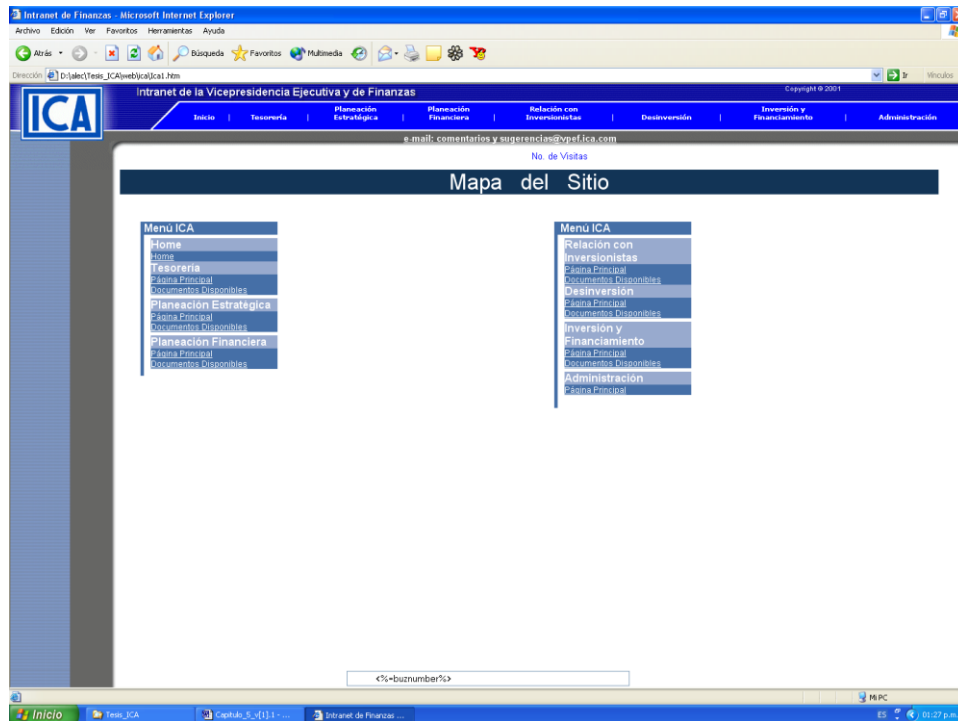 Intranet de Finanzas - Microsoft Internet Explorer
Archivo Edición Ver Favoritos Herramientas Ayuda
Atrás Búsqueda Favoritos Multimedia
Dirección D:\alec\Tesis_ICA\web\ica\Ica1.htm Ir Vínculos
ICA
Intranet de la Vicepresidencia Ejecutiva y de Finanzas
Copyright © 2001
Inicio | Tesorería | Planeación Estratégica | Planeación Financiera | Relación con Inversionistas | Desinversión | Inversión y Financiamiento | Administración
e-mail: comentarios y sugerencias@vpef.ica.com
No. de Visitas
Mapa del Sitio
Menú ICA
Home
Home
Tesorería
Página Principal
Documentos Disponibles
Planeación Estratégica
Página Principal
Documentos Disponibles
Planeación Financiera
Página Principal
Documentos Disponibles
Menú ICA
Relación con
Inversionistas
Página Principal
Documentos Disponibles
Desinversión
Página Principal
Documentos Disponibles
Inversión y
Financiamiento
Página Principal
Documentos Disponibles
Administración
Página Principal
<%=buznumber%>
Mi PC
Inicio Tesis_ICA Capitulo_5_v[1].1 - ... Intranet de Finanzas ... ES 01:27 p.m.